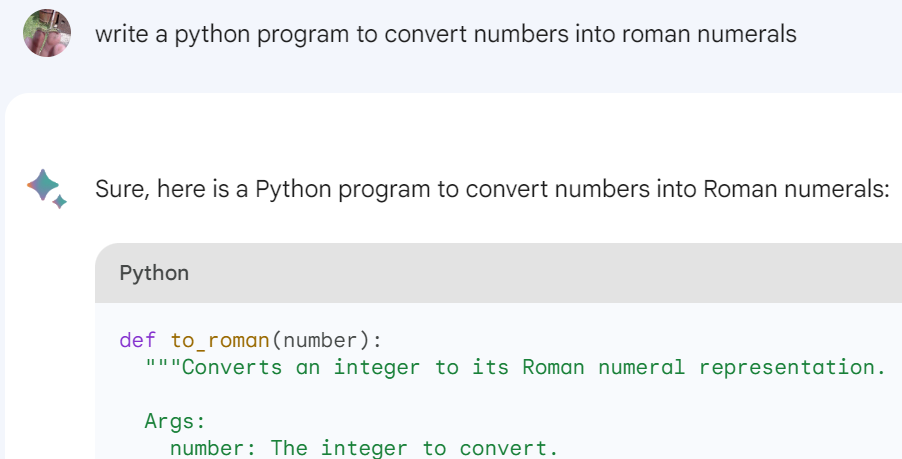 write a python program to convert numbers into roman numerals
Sure, here is a Python program to convert numbers into Roman numerals:
Python
def to_roman(number):
  """Converts an integer to its Roman numeral representation.
  Args:
    number: The integer to convert.